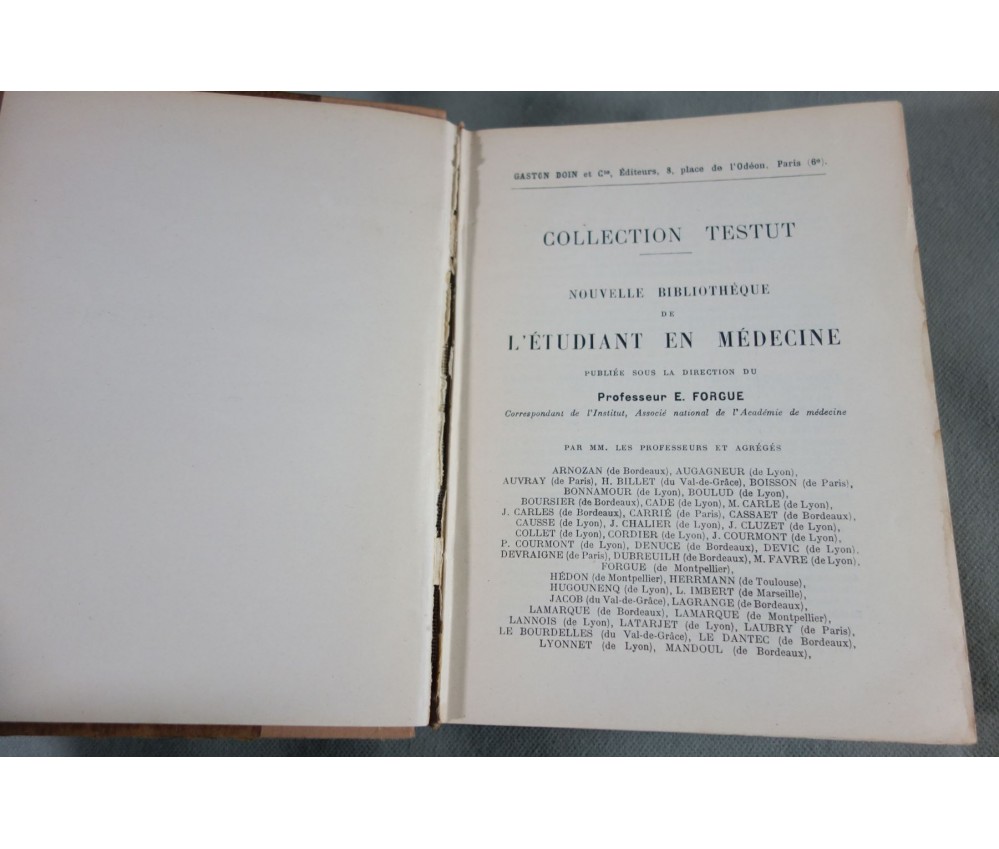 GASTON DOIN et Cie, Éditeurs, 8, place de l'Odéon. Paris (6e).
COLLECTION TESTUT
NOUVELLE BIBLIOTHÈQUE
DE
L'ÉTUDIANT EN MÉDECINE
PUBLIÉE SOUS LA DIRECTION DU
Professeur E. FORGUE
Correspondant de l'Institut, Associé national de l'Académie de médecine
PAR MM. LES PROFESSEURS ET AGRÉGÉS
ARNOZAN (de Bordeaux), AUGAGNEUR (de Lyon),
AUVRAY (de Paris), H. BILLET (du Val-de-Grâce), BOISSON (de Paris),
BONNAMOUR (de Lyon), BOULUD (de Lyon),
BOURSIER (de Bordeaux), CADE (de Lyon), M. CARLE (de Lyon),
J. CARLES (de Bordeaux), CARRIÉ (de Paris), CASSAET (de Bordeaux),
CAUSSE (de Lyon), J. CHALIER (de Lyon), J. CLUZET (de Lyon),
COLLET (de Lyon), CORDIER (de Lyon), J. COURMONT (de Lyon),
P. COURMONT (de Lyon), DENUCE (de Bordeaux), DEVIC (de Lyon).
DEVRAIGNE (de Paris), DUBREUILH (de Bordeaux), M. FAVRE (de Lyon),
FORGUE (de Montpellier),
HÉDON (de Montpellier), HERRMANN (de Toulouse),
HUGOUNENQ (de Lyon), L. IMBERT (de Marseille),
JACOB (du Val-de-Grâce), LAGRANGE (de Bordeaux),
LAMARQUE (de Bordeaux), LAMARQUE (de Montpellier),
LANNOIS (de Lyon), LATARJET (de Lyon), LAUBRY (de Paris),
LE BOURDELLES (du Val-de-Grâce), LE DANTEC (de Bordeaux),
LYONNET (de Lyon), MANDOUL (de Bordeaux),